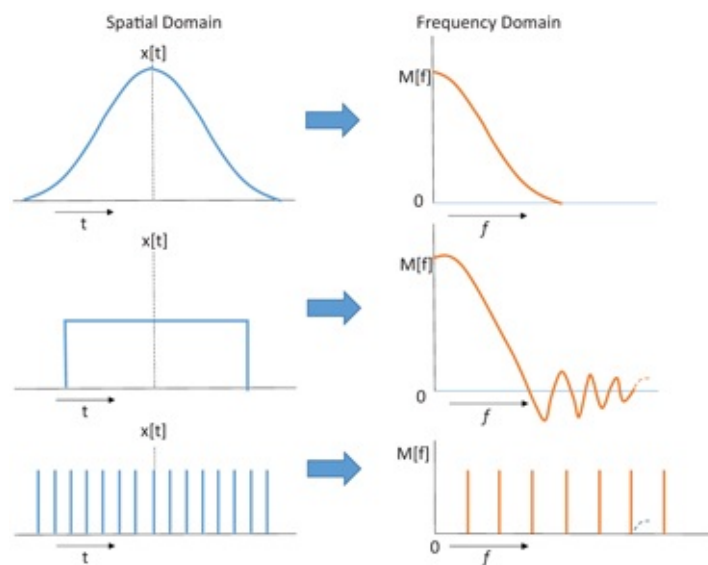 Spatial Domain
Frequency Domain
x[t]
M[f]
0
t
f
x[t]
M[f]
0
t
f
x[t]
M[f]
0
t
f